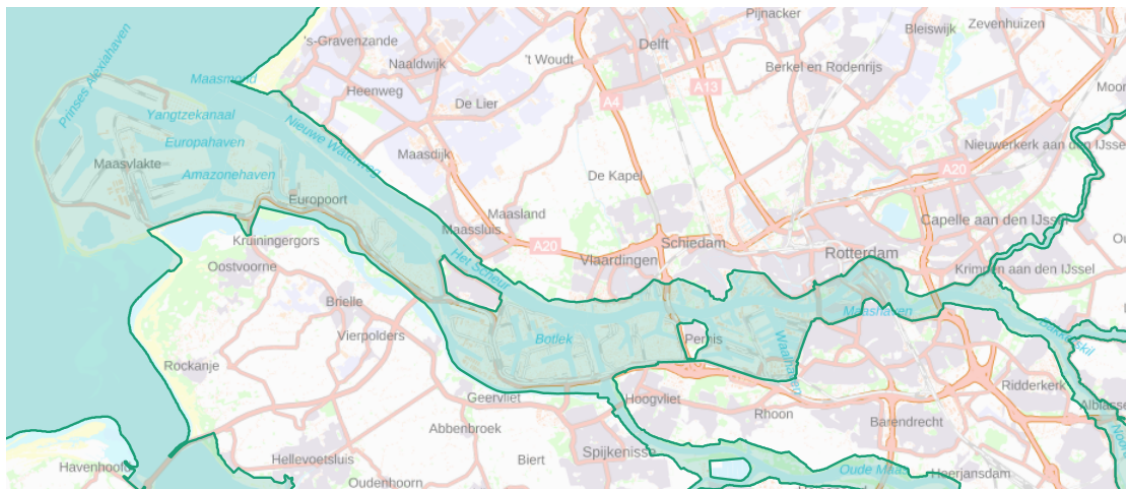 Pijnacker
Bleiswijk
Zevenhuizen
's-Gravenzande
Delft
't Woudt
Naaldwijk
Berkel en Rodenrijs
Maasmond
Heenweg
A13
Moor
Prinses Alexiahaven
De Lier
A4
Yangtzekanaal
Nieuwe Waterweg
Europahaven
Nieuwerkerk aan den IJssel
Maasdijk
Maasvlakte
A20
Amazonehaven
De Kapel
Europoort
Maasland
Capelle aan den IJssel
Maassluis
Kruiningergors
A20
Schiedam
Het Scheur
Vlaardingen
Rotterdam
Oostvoorne
Krimpen aan den IJssel
Brielle
Maashaven
Vierpolders
Botlek
Pernis
Bakkerskil
Waalhaven
Rockanje
Ridderkerk
Geervliet
Hoogvliet
Alblasse
Rhoon
Abbenbroek
Barendrecht
Noord
Spijkenisse
Havenhoofd
Hellevoetsluis
Biert
Oude Maas
Heerjansdam
Oudenhoorn